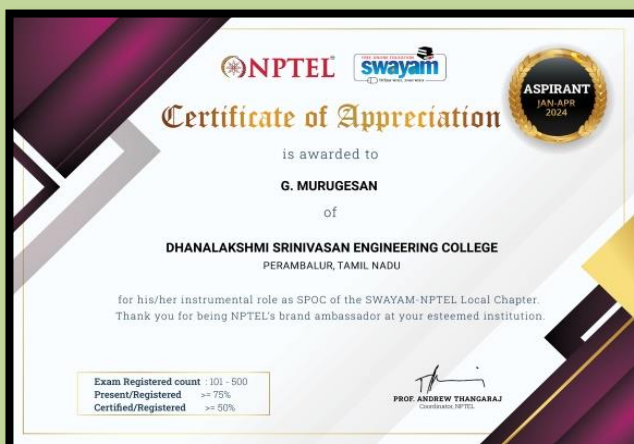 NPTEL
FREE ONLINE EDUCATION
swayam
ASPIRANT
JAN-APR
2024
Certificate of Appreciation
is awarded to
G. MURUGESAN
of
DHANALAKSHMI SRINIVASAN ENGINEERING COLLEGE
PERAMBALUR, TAMIL NADU
for his/her instrumental role as SPOC of the SWAYAM-NPTEL Local Chapter.
Thank you for being NPTEL's brand ambassador at your esteemed institution.
Exam Registered count : 101 - 500
Present/Registered >= 75%
Certified/Registered >= 50%
PROF. ANDREW THANGARAJ
Coordinator, NPTEL